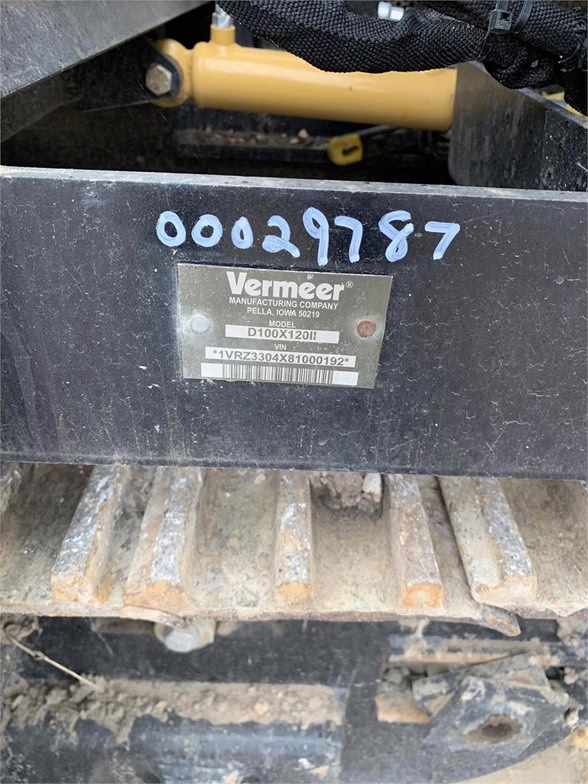 00029787
Vermeer®
MANUFACTURING COMPANY
PELLA, IOWA 50219
MODEL
D100X120II
VIN
*1VRZ3304X81000192*